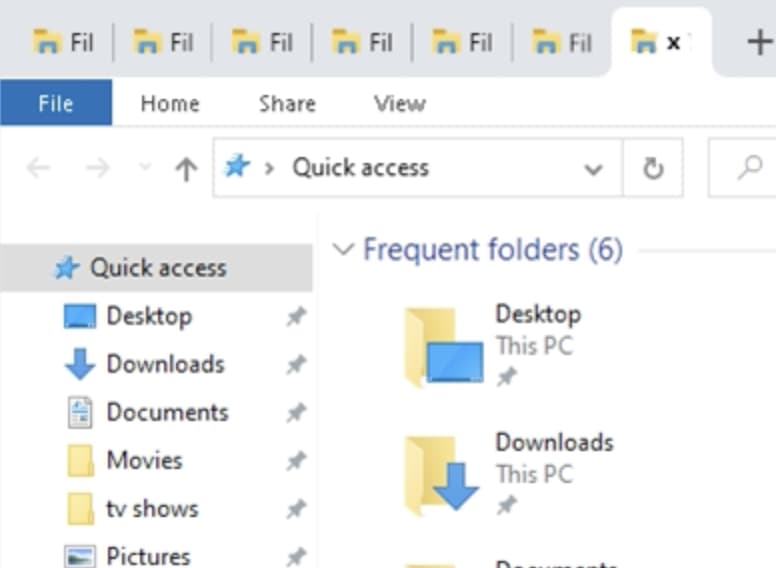 Fil Fil Fil Fil Fil Fil x
File Home Share View
Quick access
Quick access
Desktop
Downloads
Documents
Movies
tv shows
Pictures
Frequent folders (6)
Desktop
This PC
Downloads
This PC
Documents